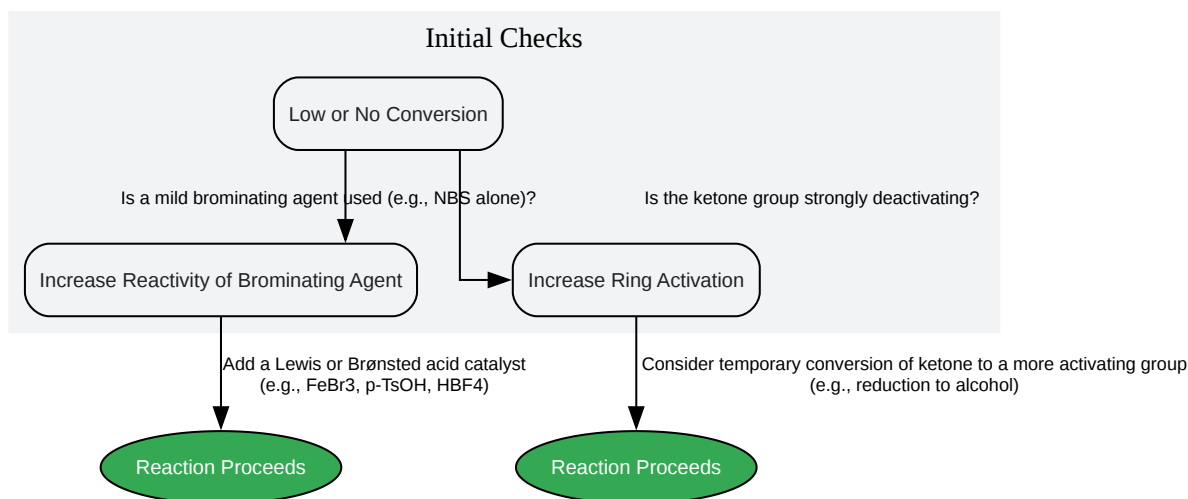 Initial Checks
Low or No Conversion
Is a mild brominating agent used (e.g., NBS alone)?
Is the ketone group strongly deactivating?
Increase Reactivity of Brominating Agent
Increase Ring Activation
Add a Lewis or Brønsted acid catalyst
(e.g., FeBr3, p-TsOH, HBF4)
Consider temporary conversion of ketone to a more activating group
(e.g., reduction to alcohol)
Reaction Proceeds
Reaction Proceeds